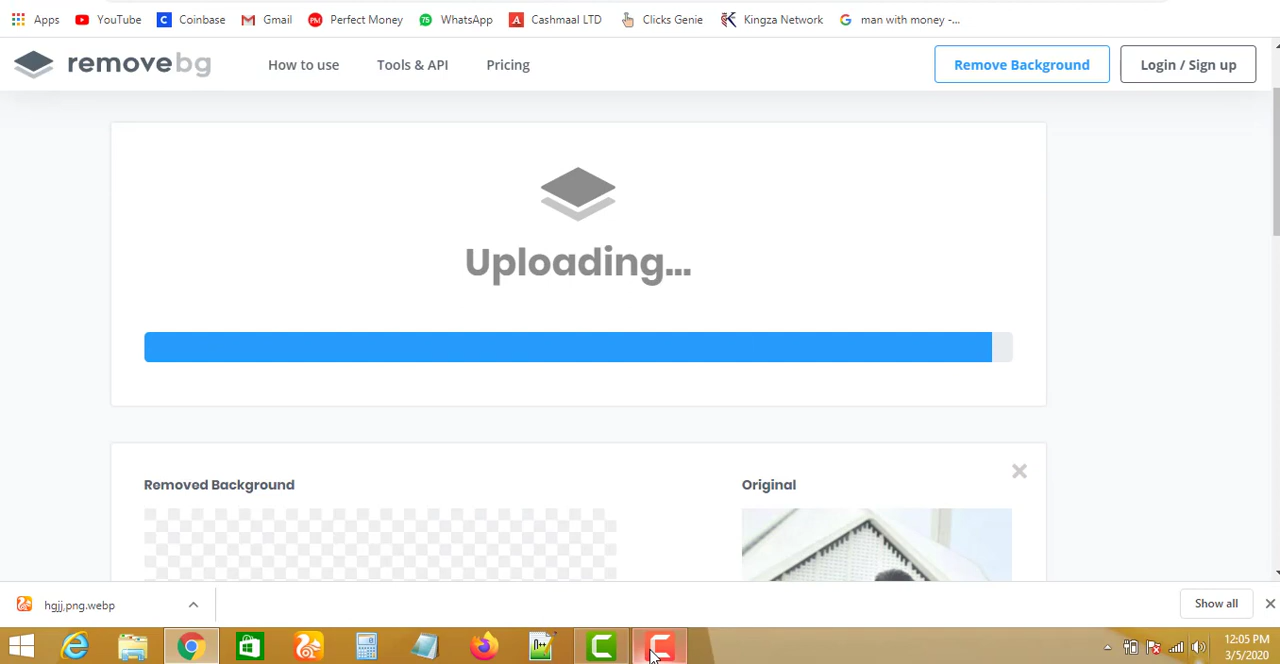 Apps YouTube Coinbase Gmail Perfect Money WhatsApp Cashmaal LTD Clicks Genie Kingza Network man with money -...
removebg How to use Tools & API Pricing Remove Background Login / Sign up
Uploading...
Removed Background Original
hgjj,png.webp Show all
12:05 PM
3/5/2020